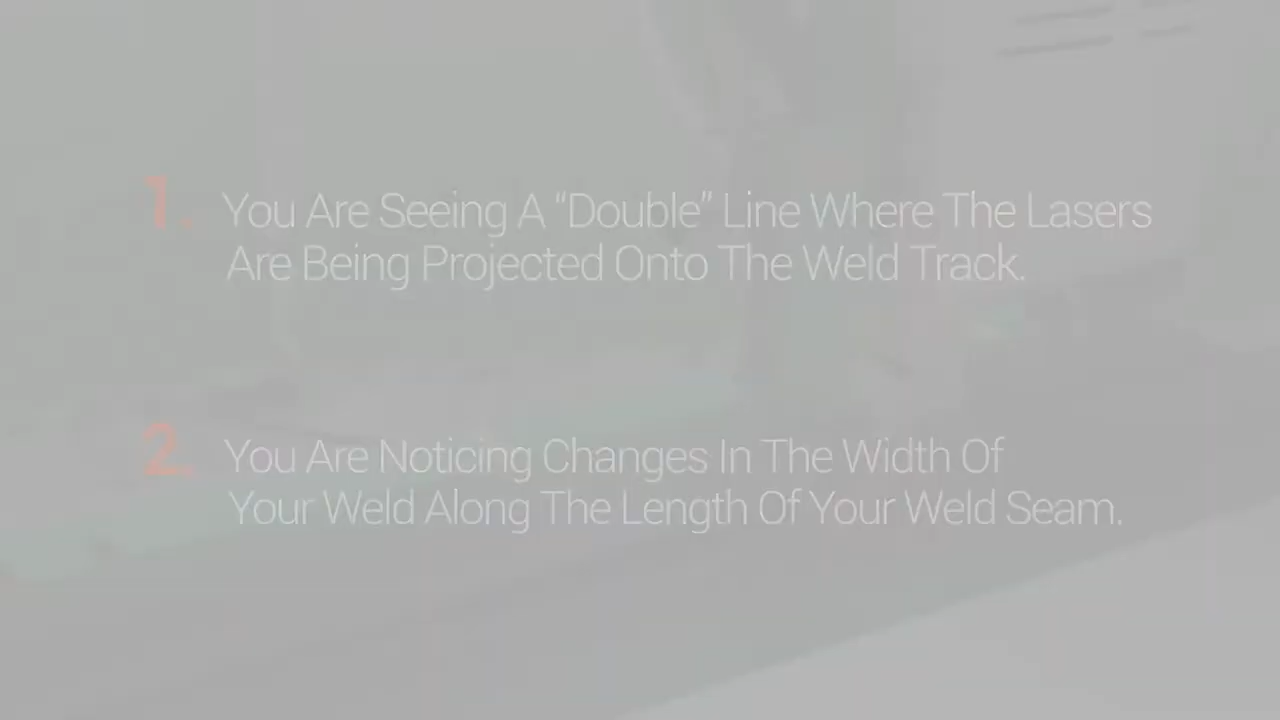 1. You Are Seeing A “Double” Line Where The Lasers
Are Being Projected Onto The Weld Track.
2. You Are Noticing Changes In The Width Of
Your Weld Along The Length Of Your Weld Seam.